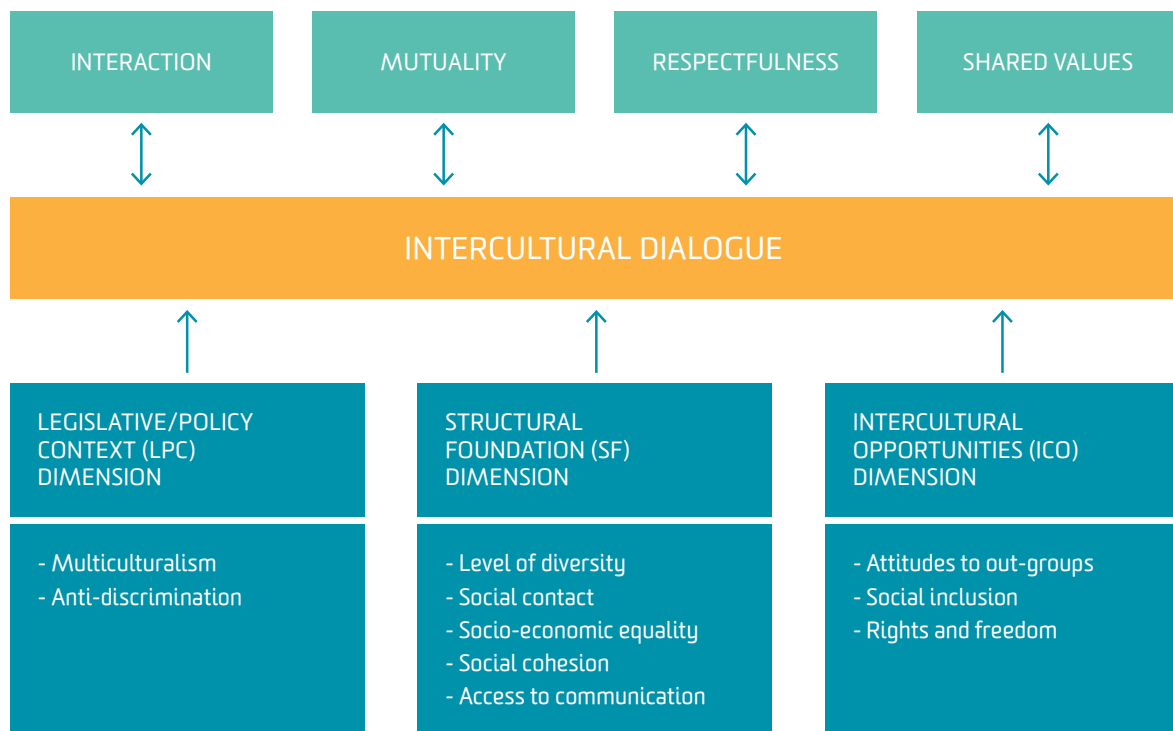 INTERACTION
MUTUALITY
RESPECTFULNESS
SHARED VALUES
INTERCULTURAL DIALOGUE
LEGISLATIVE/POLICY
CONTEXT (LPC)
DIMENSION
- Multiculturalism
- Anti-discrimination
STRUCTURAL
FOUNDATION (SF)
DIMENSION
- Level of diversity
- Social contact
- Socio-economic equality
- Social cohesion
- Access to communication
INTERCULTURAL
OPPORTUNITIES (ICO)
DIMENSION
- Attitudes to out-groups
- Social inclusion
- Rights and freedom